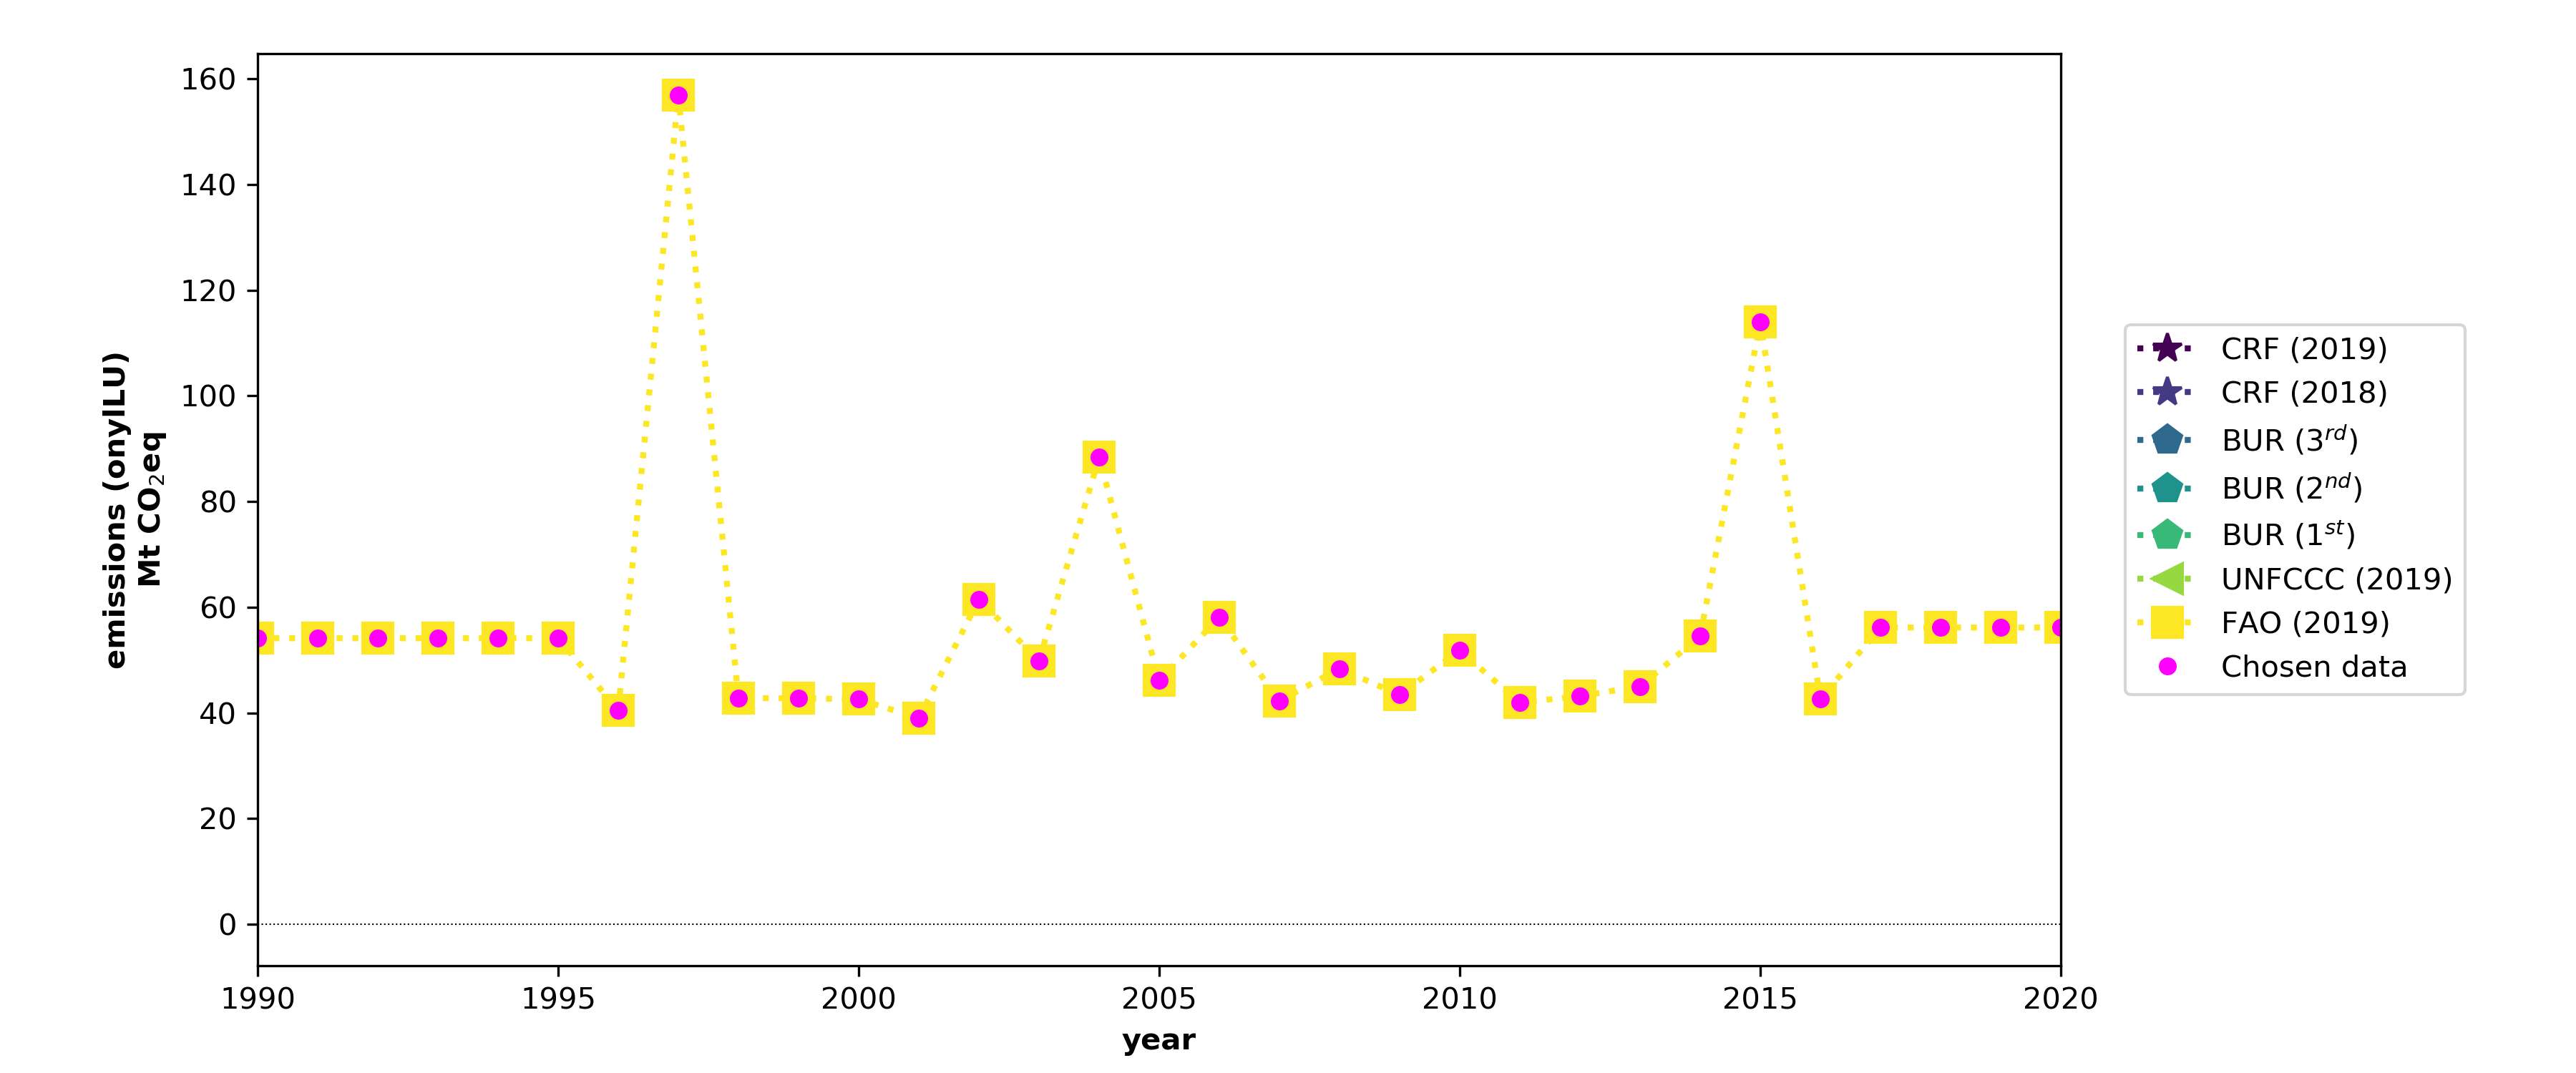 160
140
120
100
80
60
40
20
0
emissions (onylLU)
Mt CO₂eq
1990 1995 2000 2005 2010 2015 2020
year
CRF (2019)
CRF (2018)
BUR (3ʳᵈ)
BUR (2ⁿᵈ)
BUR (1ˢᵗ)
UNFCCC (2019)
FAO (2019)
Chosen data